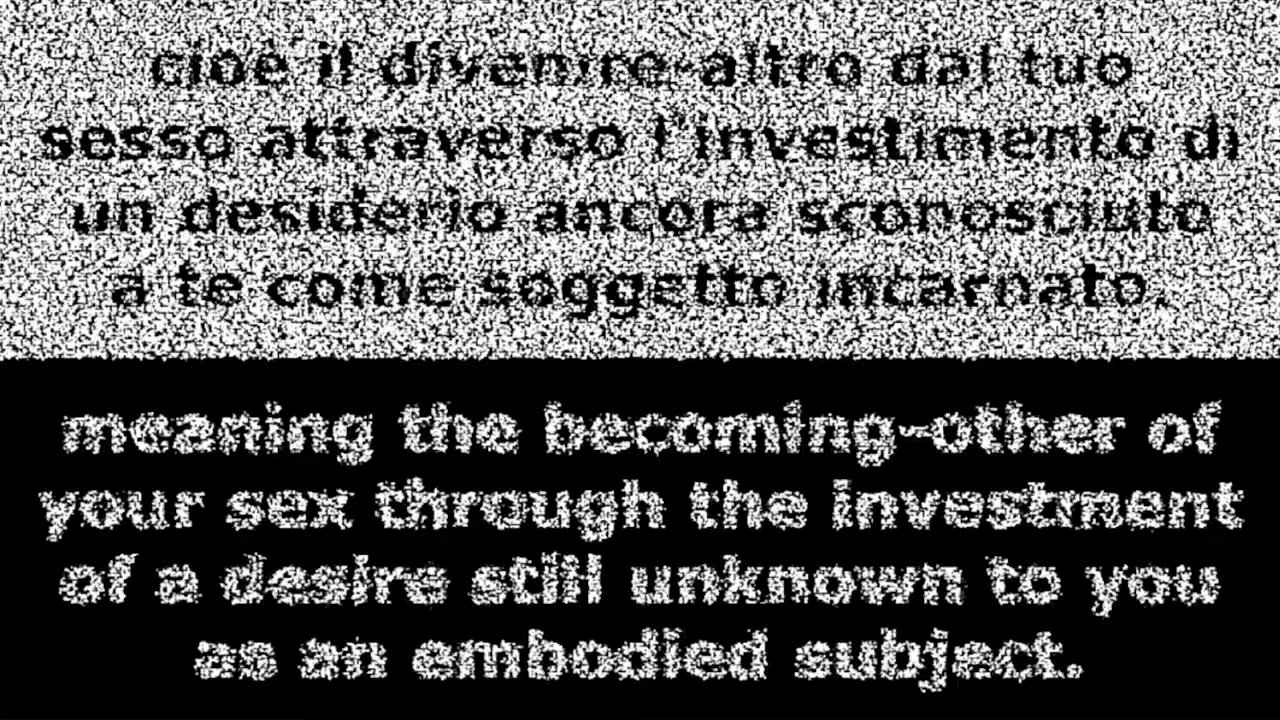 cioè il divenire-altro dal tuo
sesso attraverso l'investimento di
un desiderio ancora sconosciuto
a te come soggetto incarnato,
meaning the becoming-other of
your sex through the investment
of a desire still unknown to you
as an embodied subject.